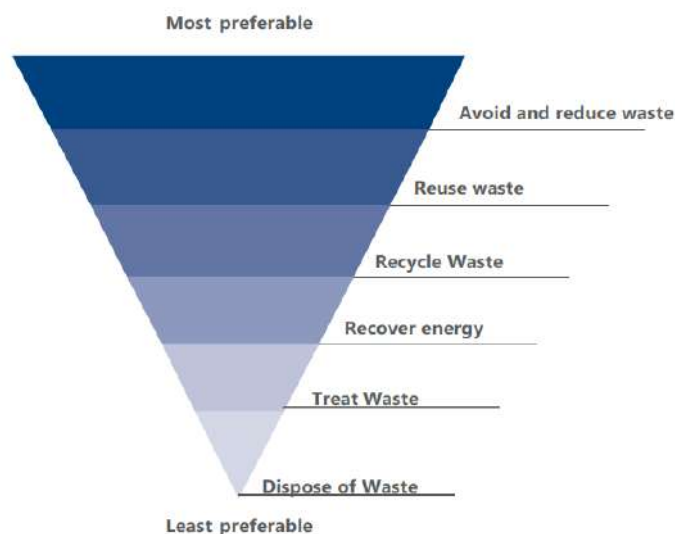 Most preferable
Avoid and reduce waste
Reuse waste
Recycle Waste
Recover energy
Treat Waste
Dispose of Waste
Least preferable